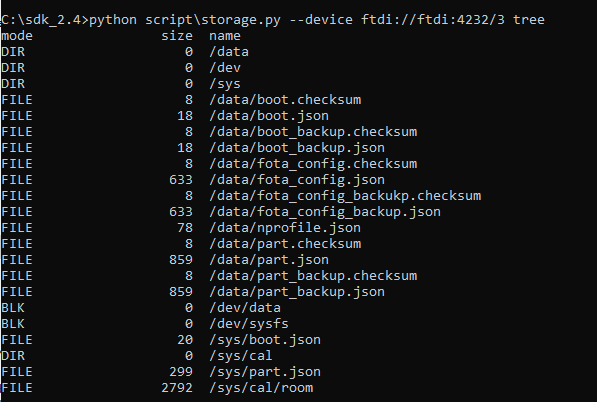 C:\sdk_2.4>python script\storage.py --device ftdi://ftdi:4232/3 tree
mode size name
DIR 0 /data
DIR 0 /dev
DIR 0 /sys
FILE 8 /data/boot.checksum
FILE 18 /data/boot.json
FILE 8 /data/boot_backup.checksum
FILE 18 /data/boot_backup.json
FILE 8 /data/fota_config.checksum
FILE 633 /data/fota_config.json
FILE 8 /data/fota_config_backukp.checksum
FILE 633 /data/fota_config_backup.json
FILE 78 /data/nprofile.json
FILE 8 /data/part.checksum
FILE 859 /data/part.json
FILE 8 /data/part_backup.checksum
FILE 859 /data/part_backup.json
BLK 0 /dev/data
BLK 0 /dev/sysfs
FILE 20 /sys/boot.json
DIR 0 /sys/cal
FILE 299 /sys/part.json
FILE 2792 /sys/cal/room